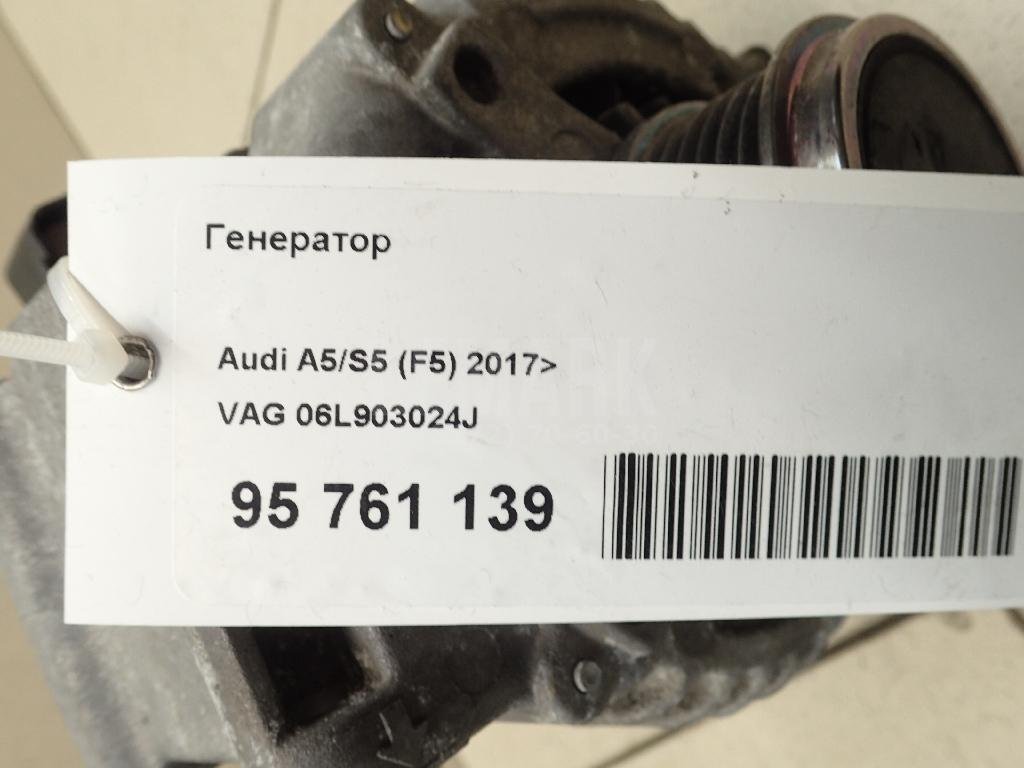 Генератор
Audi A5/S5 (F5) 2017>
VAG 06L903024J
95 761 139